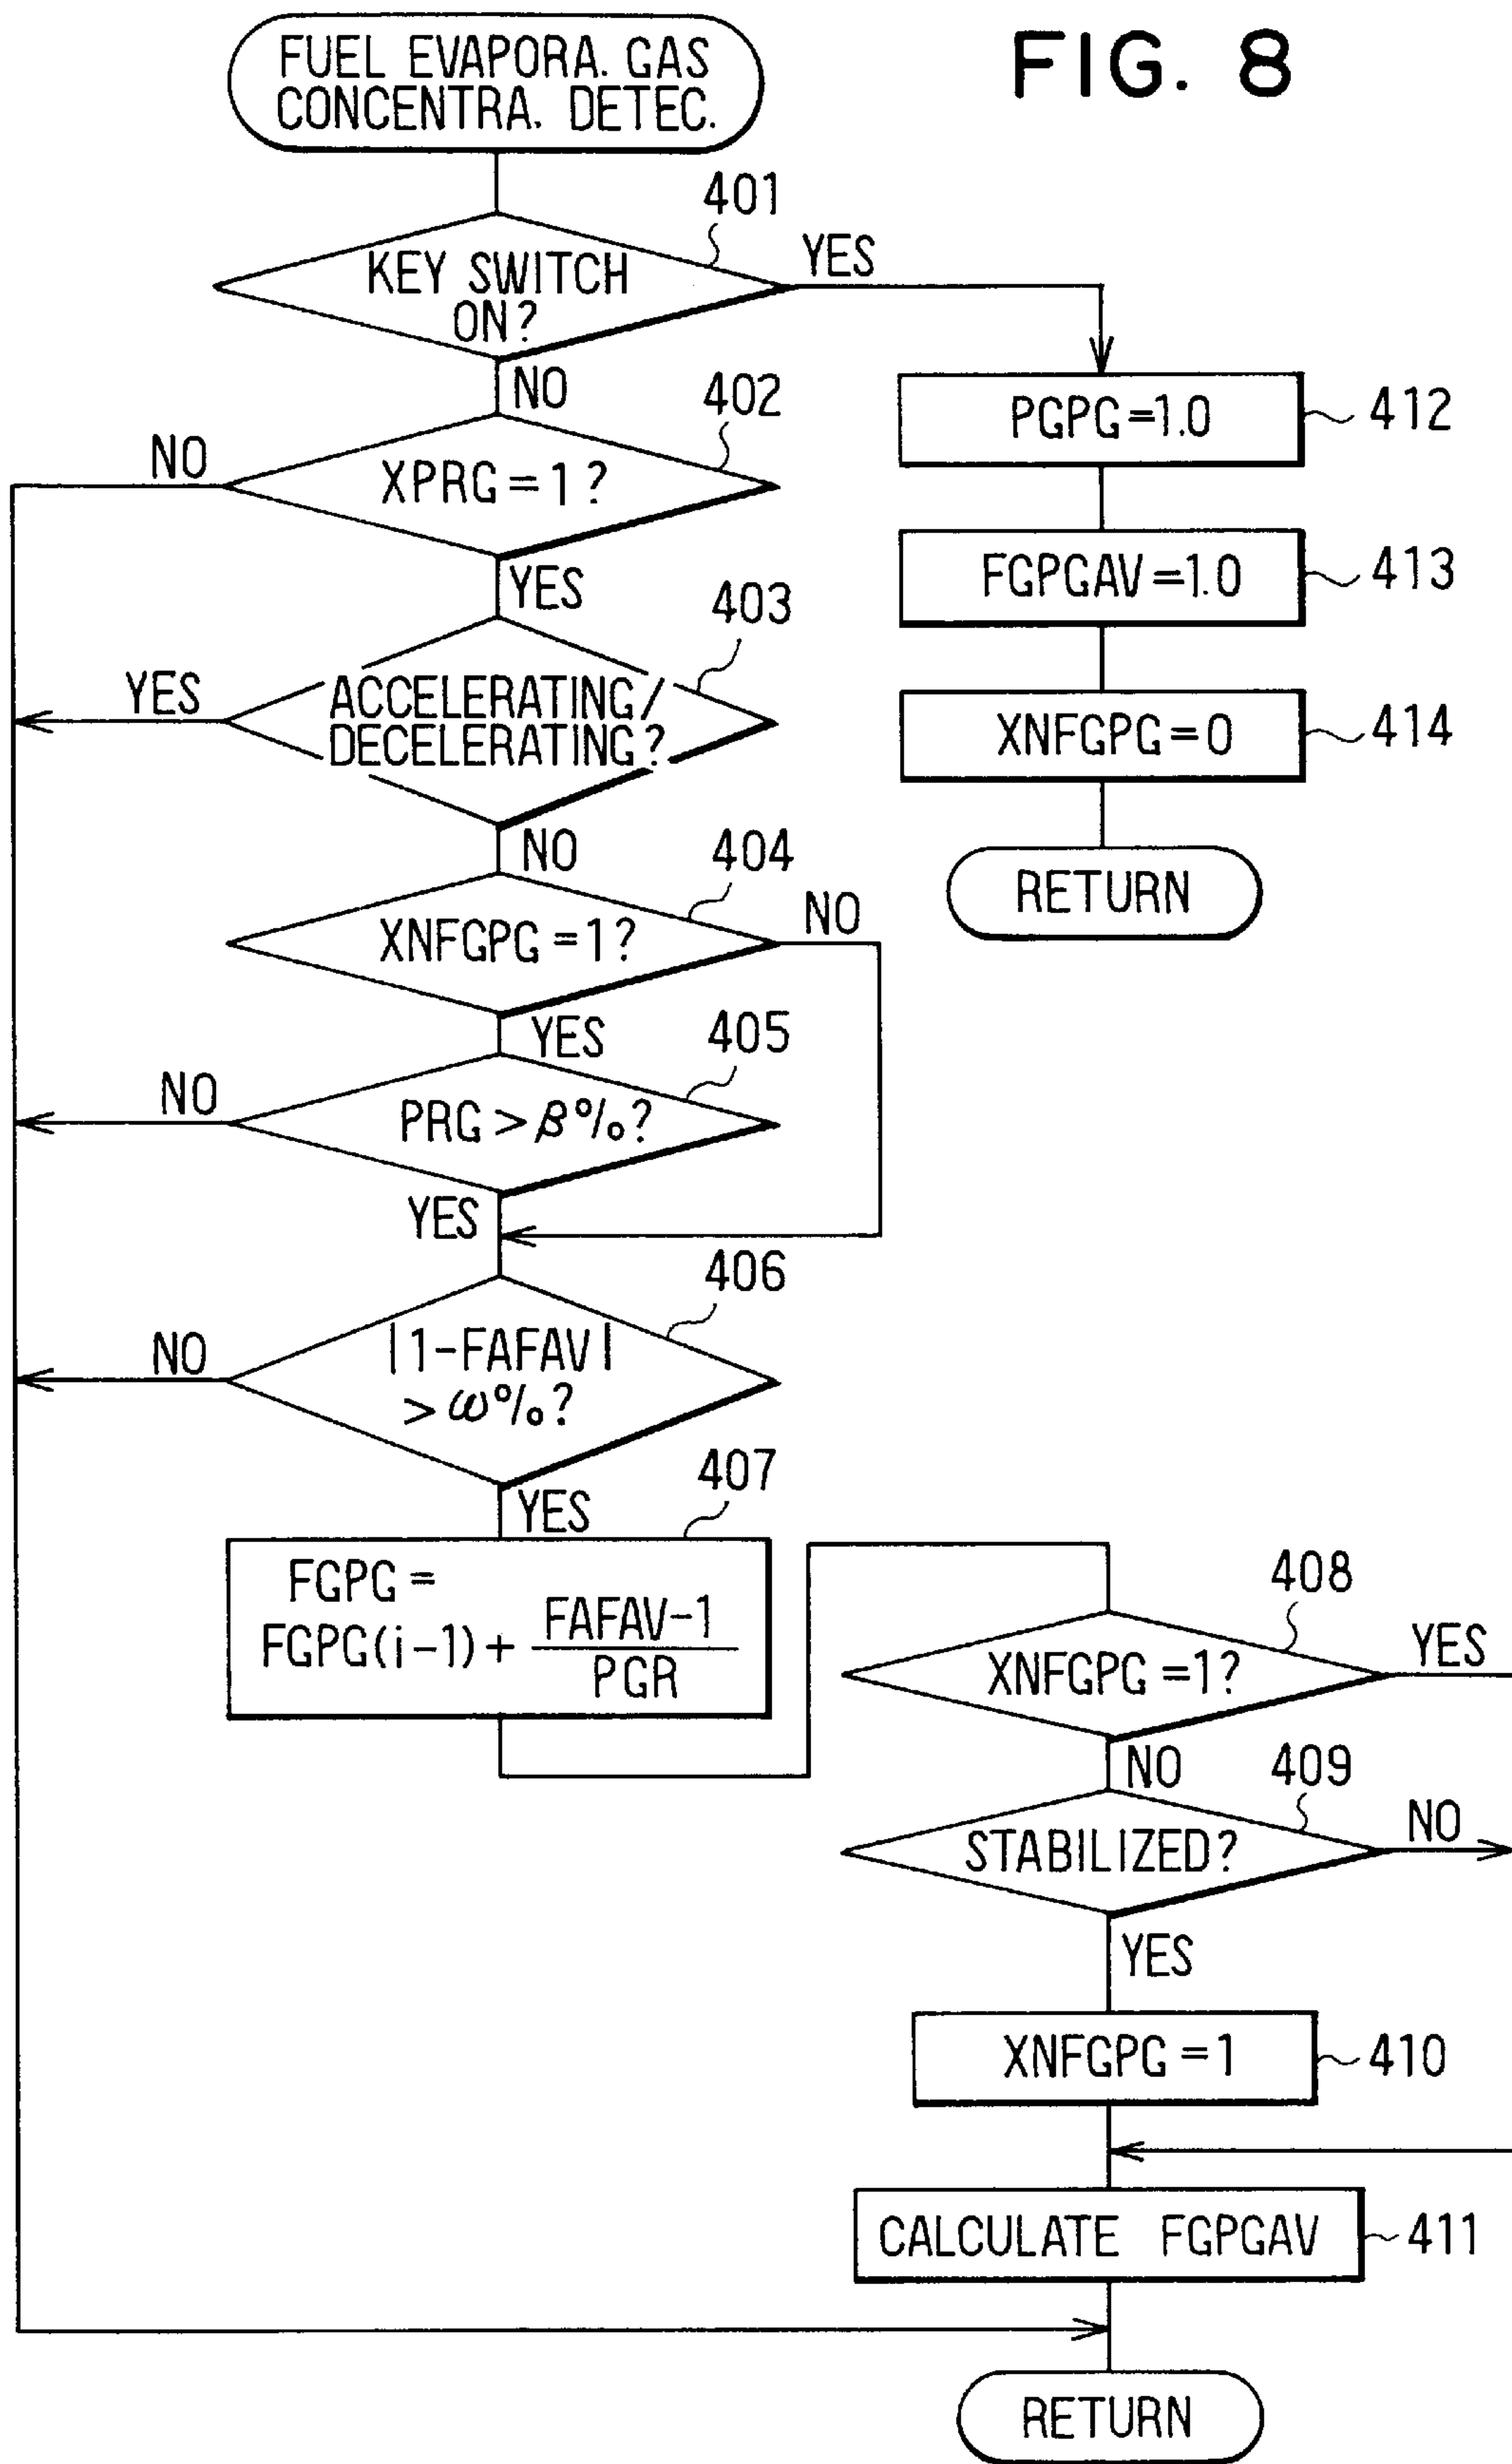 FIG. 8
FUEL EVAPORA. GAS
CONCENTRA. DETEC.
401
KEY SWITCH
ON?
YES
NO
402
XPRG=1?
NO
YES
403
ACCELERATING/
DECELERATING?
YES
NO
404
XNFGPG=1?
NO
YES
405
PRG>β%?
NO
YES
406
|1-FAFAV|
>ω%?
NO
YES
407
FGPG=
FGPG(i-1)+ FAFAV-1
PGR
408
XNFGPG=1?
YES
NO
409
STABILIZED?
NO
YES
XNFGPG=1
410
CALCULATE FGPGAV
411
RETURN
PGPG=1.0
412
FGPGAV=1.0
413
XNFGPG=0
414
RETURN